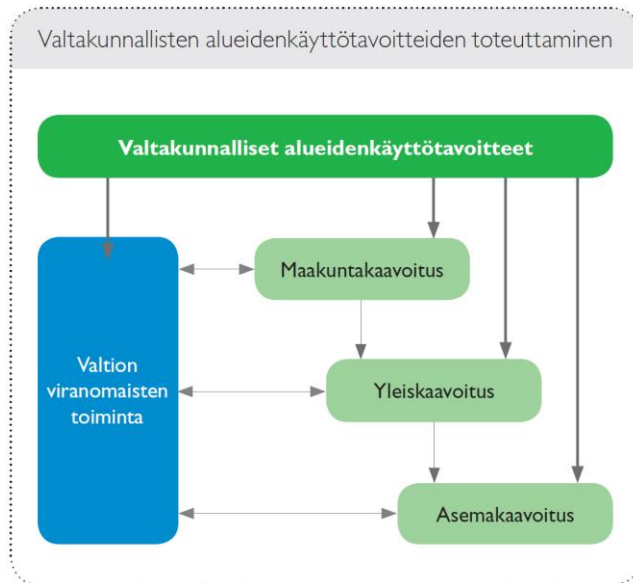 Valtakunnallisten alueidenkäyttötavoitteiden toteuttaminen
Valtakunnalliset alueidenkäyttötavoitteet
Maakuntakaavoitus
Valtion
viranomaisten
toiminta
Yleiskaavoitus
Asemakaavoitus